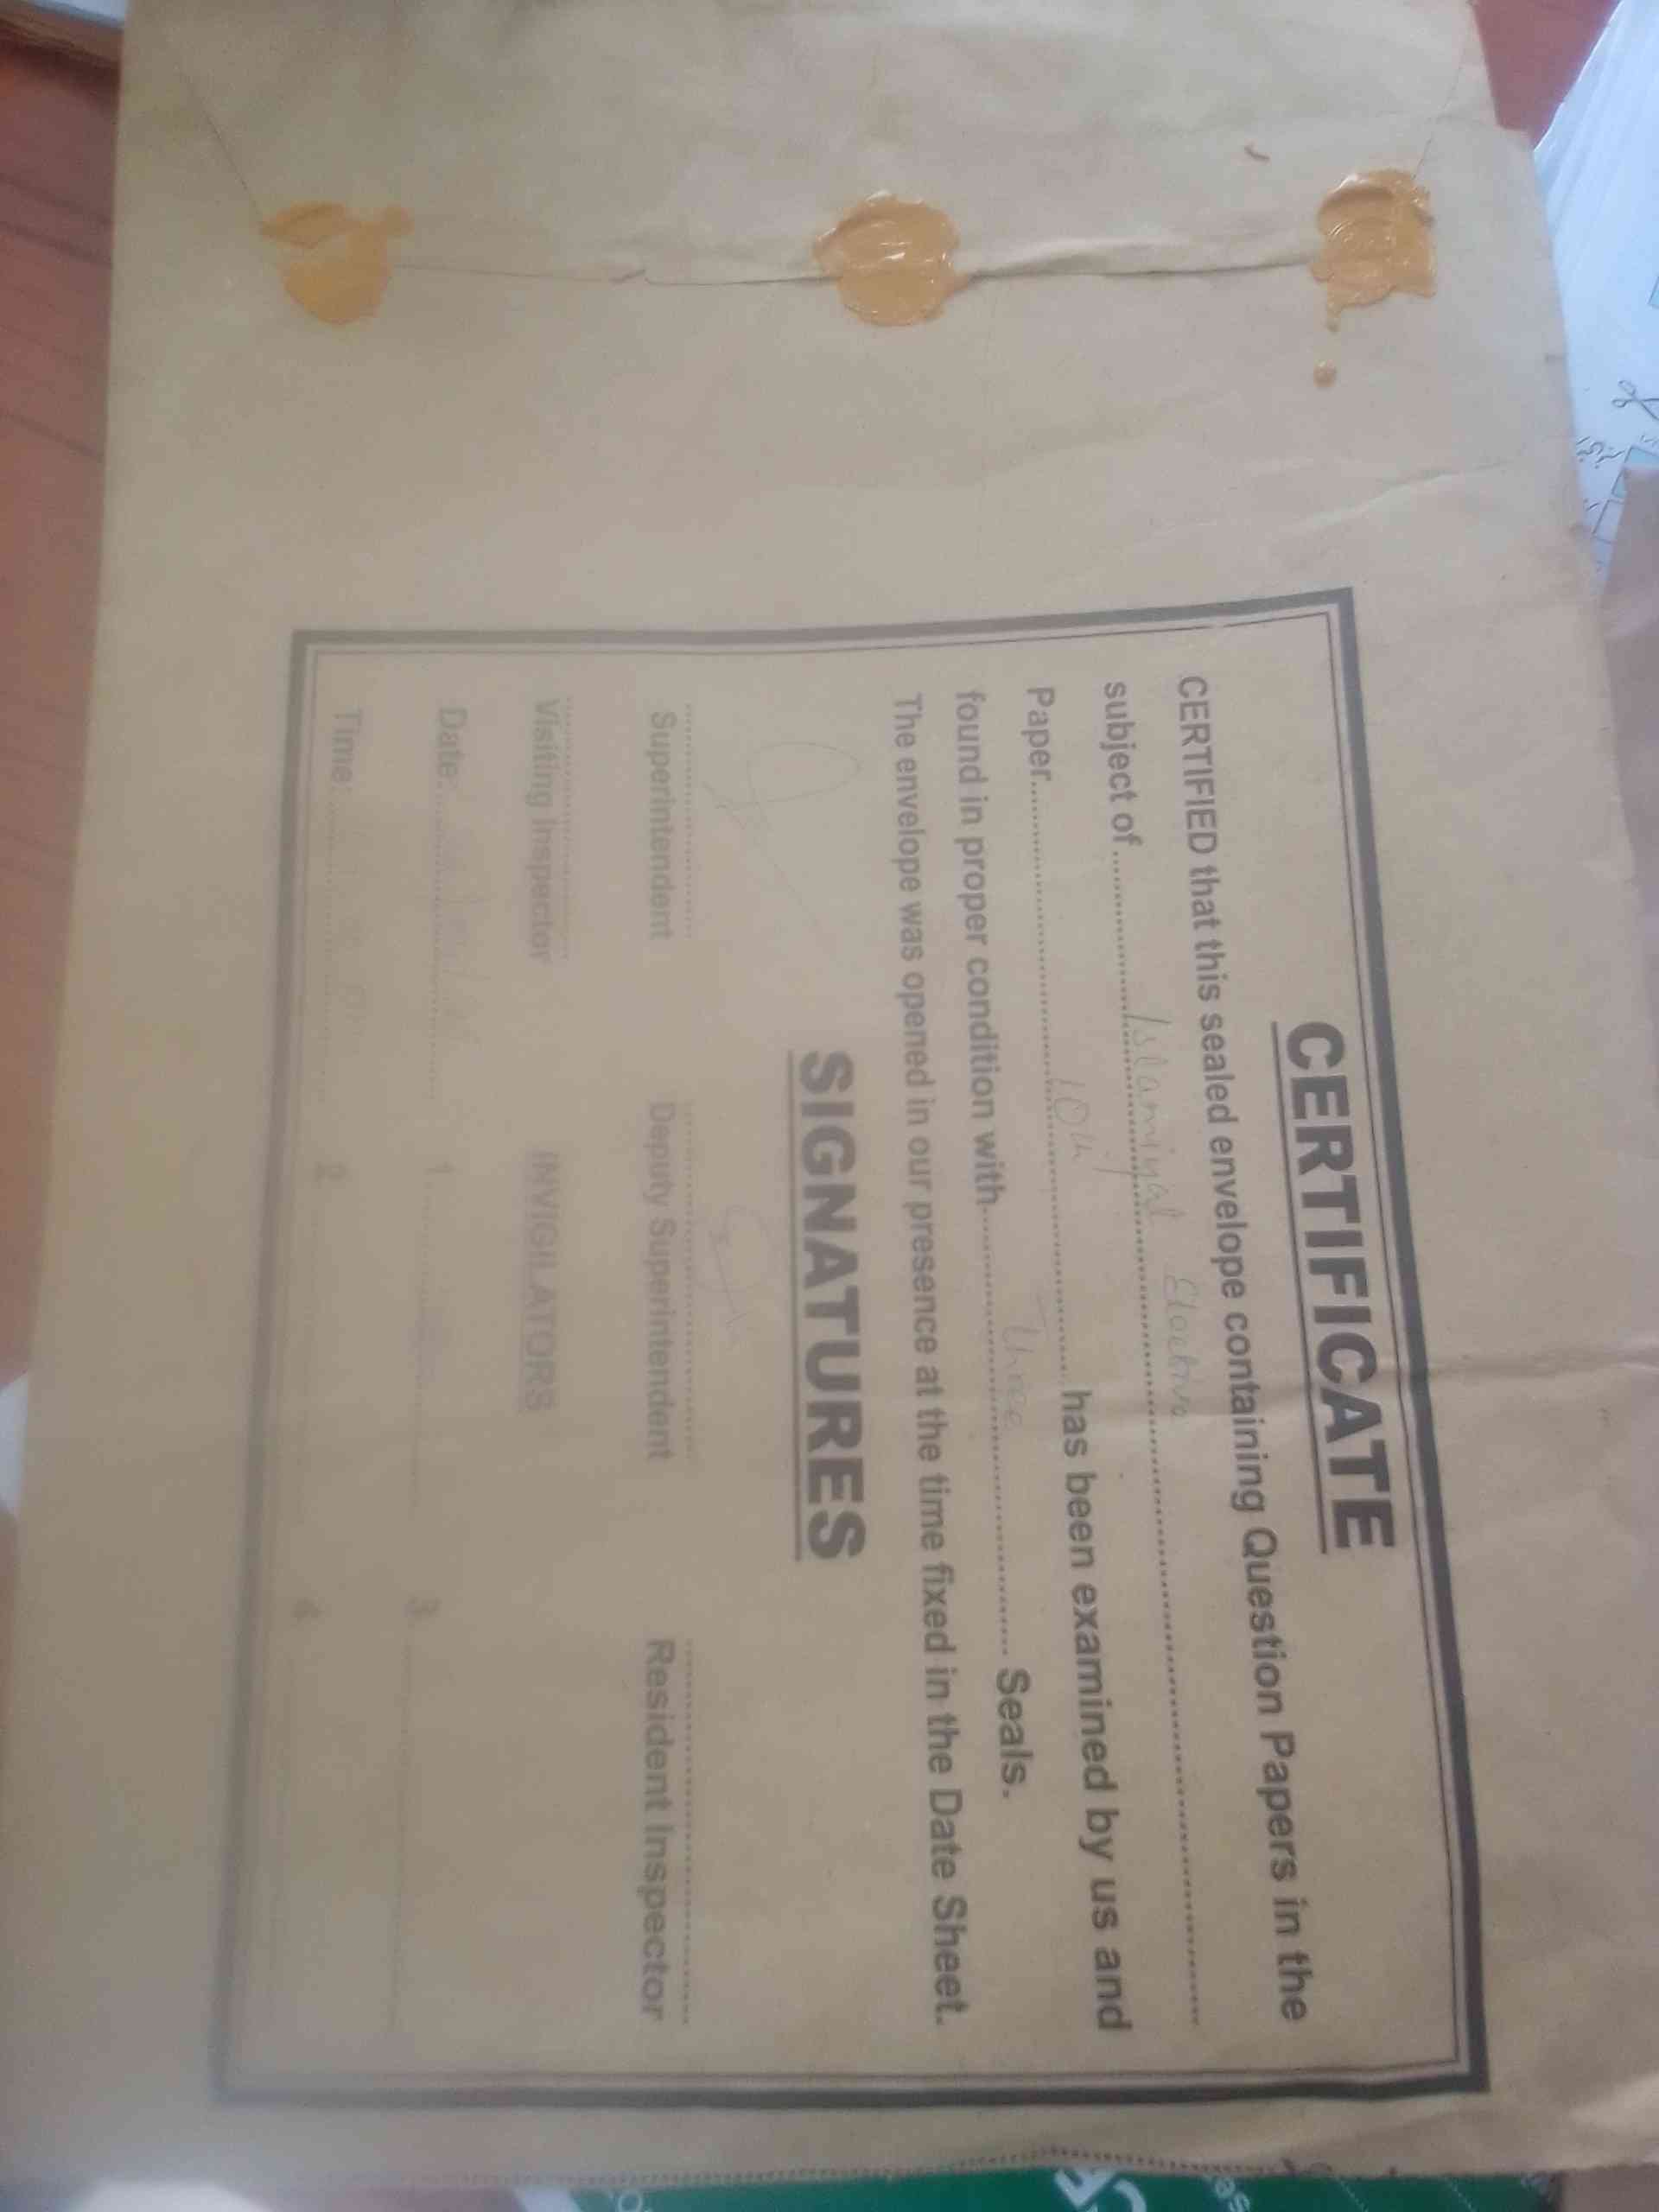 CERTIFICATE
CERTIFIED that this sealed envelope containing Question Papers in the
subject of.......... Islamiyat Elective ..........
Paper.......... 10th .......... has been examined by us and
found in proper condition with.......... Three .......... Seals.
The envelope was opened in our presence at the time fixed in the Date Sheet.
SIGNATURES
Superintendent Deputy Superintendent Resident Inspector
Visiting Inspector INVIGILATORS
Date: 1. 3.
Time: 2. 4.